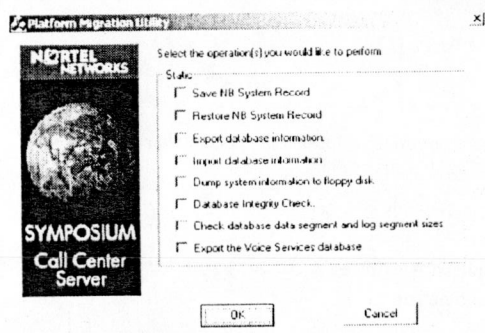 Platform Migration Utility
NORTEL
NETWORKS
SYMPOSIUM
Call Center
Server
Select the operation(s) you would like to perform
Static
Save NB System Record
Restore NB System Record
Export database information.
Import database information
Dump system information to floppy disk
Database Integrity Check.
Check database data segment and log segment sizes
Export the Voice Services database
OK
Cancel